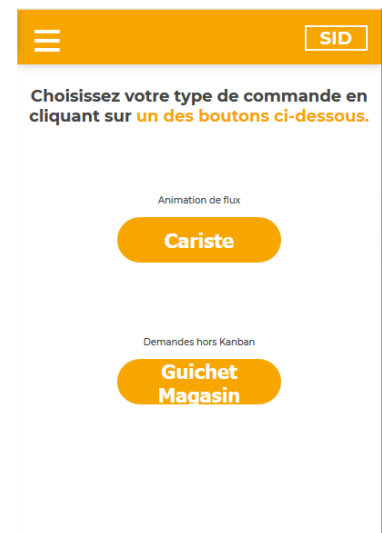 SID
Choisissez votre type de commande en
cliquant sur un des boutons ci-dessous.
Animation de flux
Cariste
Demandes hors Kanban
Guichet
Magasin